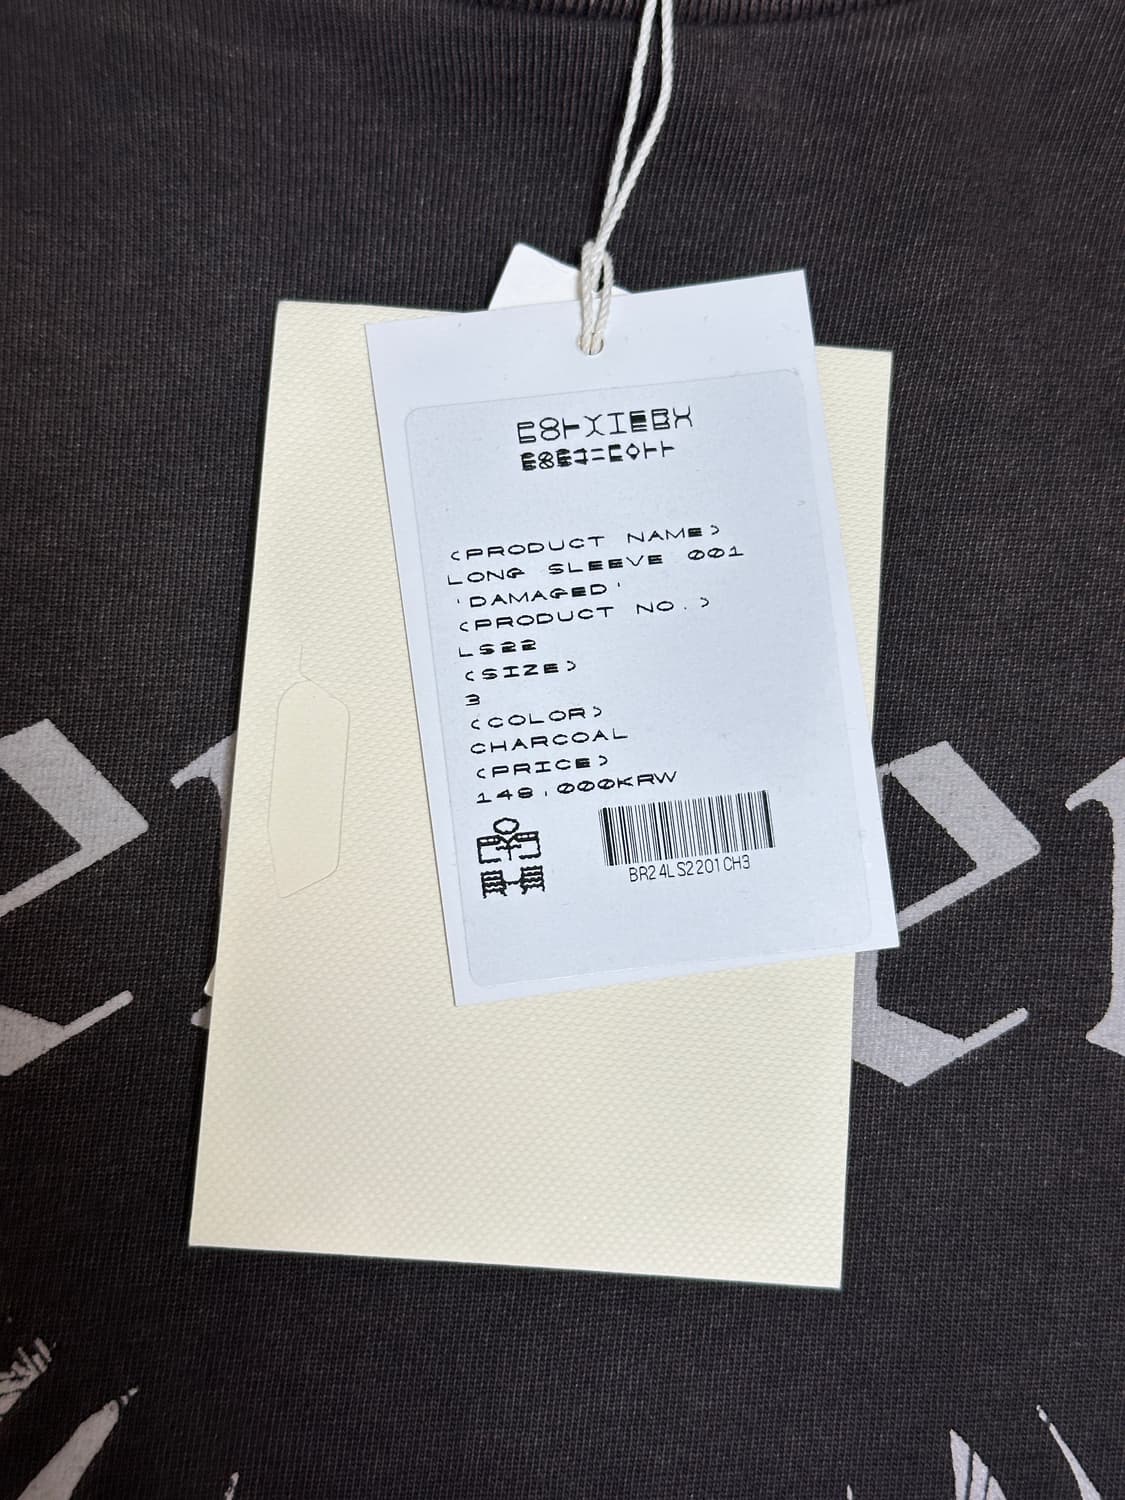 <PRODUCT NAME>
LONG SLEEVE 001
'DAMAGED'
<PRODUCT NO.>
LS22
<SIZE>
3
<COLOR>
CHARCOAL
<PRICE>
148,000KRW
BR24LS2201CH3